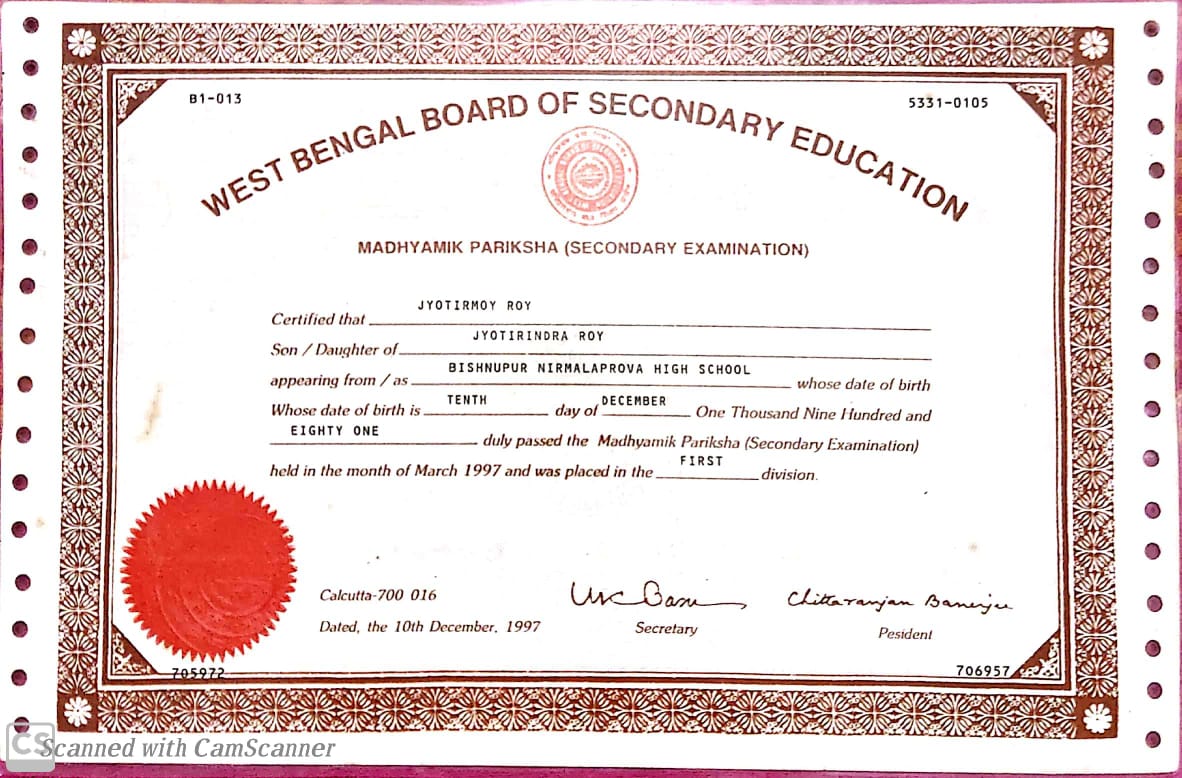 B1-013
5331-0105
WEST BENGAL BOARD OF SECONDARY EDUCATION
MADHYAMIK PARIKSHA (SECONDARY EXAMINATION)
Certified that JYOTIRMOY ROY
Son / Daughter of JYOTIRINDRA ROY
appearing from / as BISHNUPUR NIRMALAPROVA HIGH SCHOOL whose date of birth
Whose date of birth is TENTH day of DECEMBER One Thousand Nine Hundred and
EIGHTY ONE duly passed the Madhyamik Pariksha (Secondary Examination)
held in the month of March 1997 and was placed in the FIRST division.
Calcutta-700 016
Chittaranjan Banerjee
Dated, the 10th December, 1997
Secretary
Pesident
705972
706957
CS Scanned with CamScanner